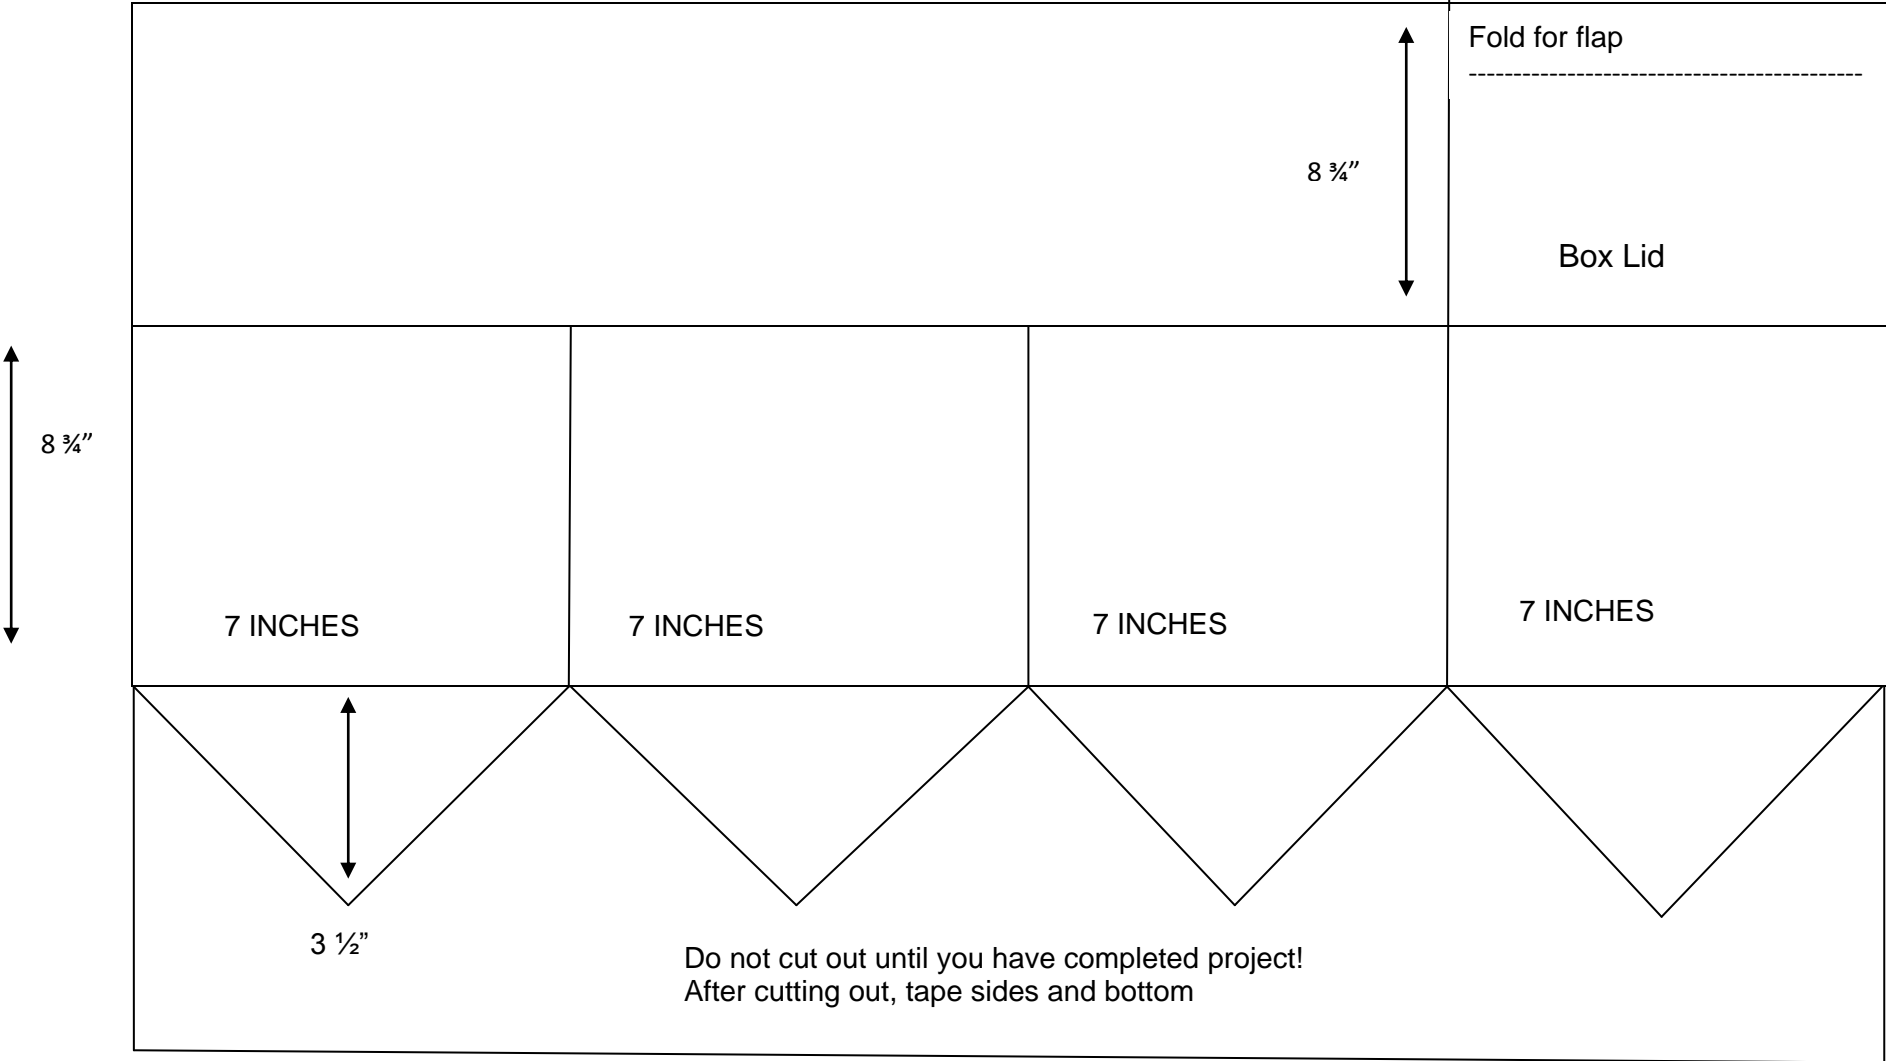 Fold for flap
--------------------------------------------
8 ¾”
Box Lid
8 ¾”
7 INCHES
7 INCHES
7 INCHES
7 INCHES
3 ½”
Do not cut out until you have completed project!
After cutting out, tape sides and bottom